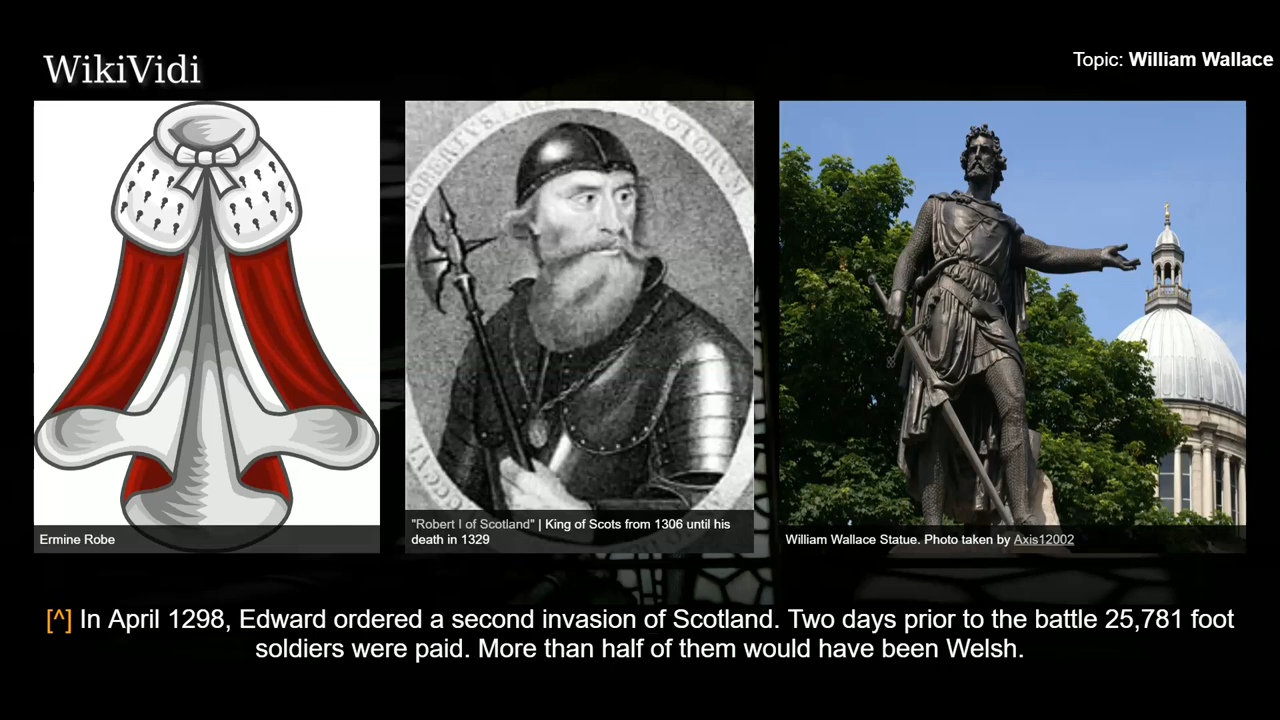 WikiVidi
Topic: William Wallace
ROBERTVS
SCOTORVM
Ermine Robe
"Robert I of Scotland" | King of Scots from 1306 until his
death in 1329
William Wallace Statue. Photo taken by Axis12002
[^] In April 1298, Edward ordered a second invasion of Scotland. Two days prior to the battle 25,781 foot
soldiers were paid. More than half of them would have been Welsh.